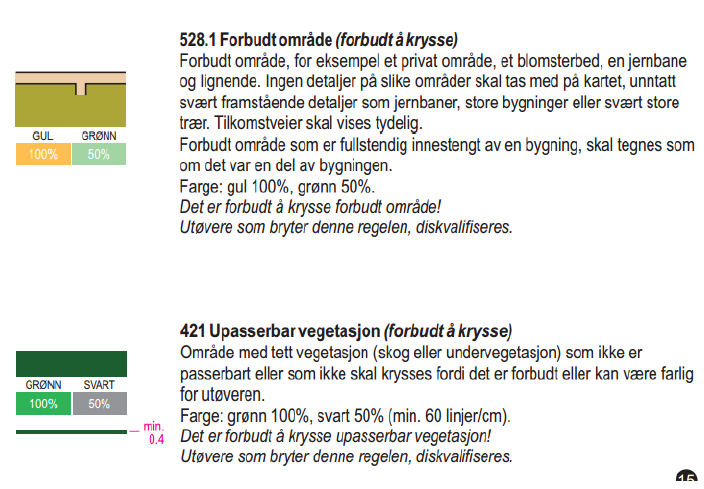 528.1 Forbudt område (forbudt å krysse)
Forbudt område, for eksempel et privat område, et blomsterbed, en jernbane
og lignende. Ingen detaljer på slike områder skal tas med på kartet, unntatt
svært framstående detaljer som jernbaner, store bygninger eller svært store
trær. Tilkomstveier skal vises tydelig.
Forbudt område som er fullstendig innestengt av en bygning, skal tegnes som
om det var en del av bygningen.
Farge: gul 100%, grønn 50%.
Det er forbudt å krysse forbudt område!
Utøvere som bryter denne regelen, diskvalifiseres.
GUL GRØNN
100% 50%
421 Upasserbar vegetasjon (forbudt å krysse)
Område med tett vegetasjon (skog eller undervegetasjon) som ikke er
passerbart eller som ikke skal krysses fordi det er forbudt eller kan være farlig
for utøveren.
Farge: grønn 100%, svart 50% (min. 60 linjer/cm).
Det er forbudt å krysse upasserbar vegetasjon!
Utøvere som bryter denne regelen, diskvalifiseres.
GRØNN SVART
100% 50%
min.
0.4
15